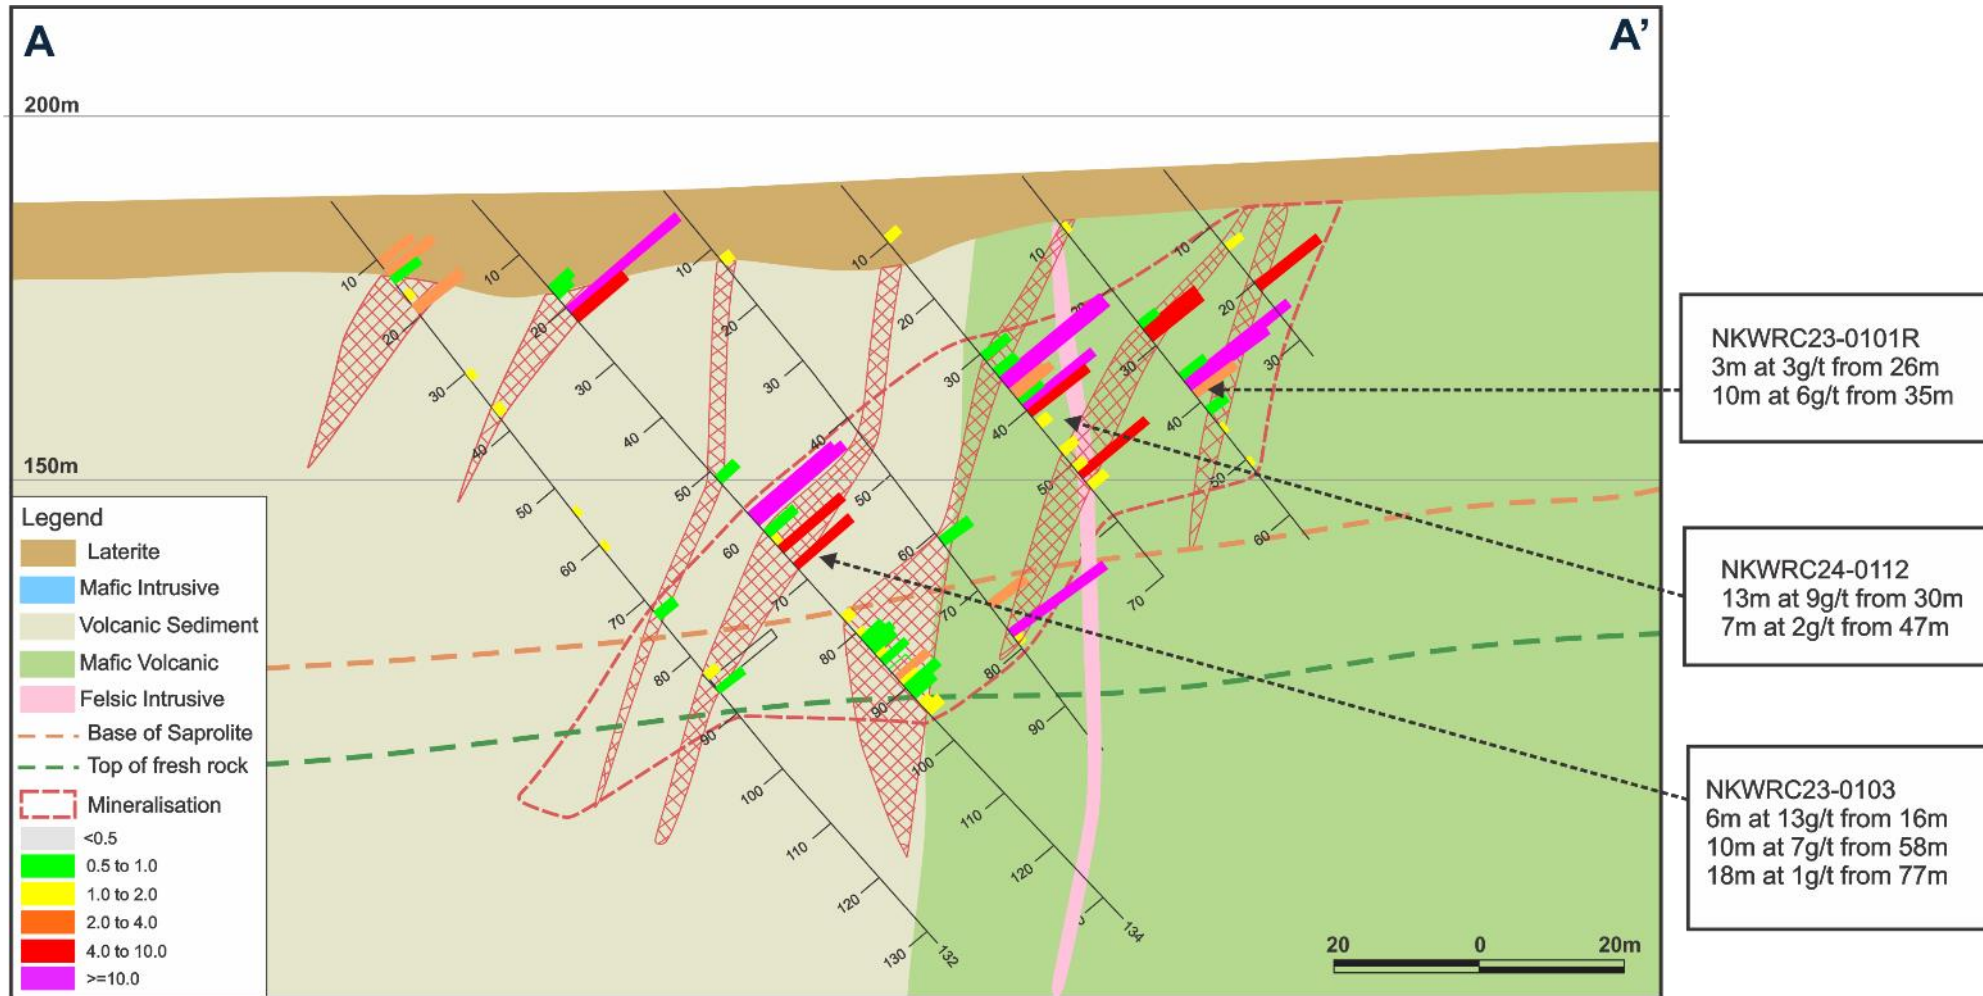 A
A’
200m
150m
10
20
30
40
50
60
70
80
90
100
110
120
130
132
10
20
30
40
50
60
70
80
90
100
110
120
134
10
20
30
40
50
60
70
80
90
10
20
30
40
50
70
10
20
30
40
50
60
10
20
30
NKWRC23-0101R
3m at 3g/t from 26m
10m at 6g/t from 35m
NKWRC24-0112
13m at 9g/t from 30m
7m at 2g/t from 47m
NKWRC23-0103
6m at 13g/t from 16m
10m at 7g/t from 58m
18m at 1g/t from 77m
Legend
Laterite
Mafic Intrusive
Volcanic Sediment
Mafic Volcanic
Felsic Intrusive
Base of Saprolite
Top of fresh rock
Mineralisation
<0.5
0.5 to 1.0
1.0 to 2.0
2.0 to 4.0
4.0 to 10.0
>=10.0
20 0 20m